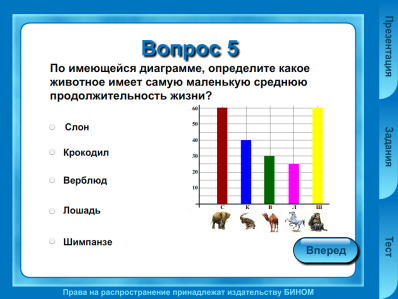 Вопрос 5
По имеющейся диаграмме, определите какое
животное имеет самую маленькую среднюю
продолжительность жизни?
Слон
Крокодил
Верблюд
Лошадь
Шимпанзе
60
50
40
30
20
10
С К В Л Ш
Вперед
Презентация
Задания
Тест
Права на распространение принадлежат издательству БИНОМ